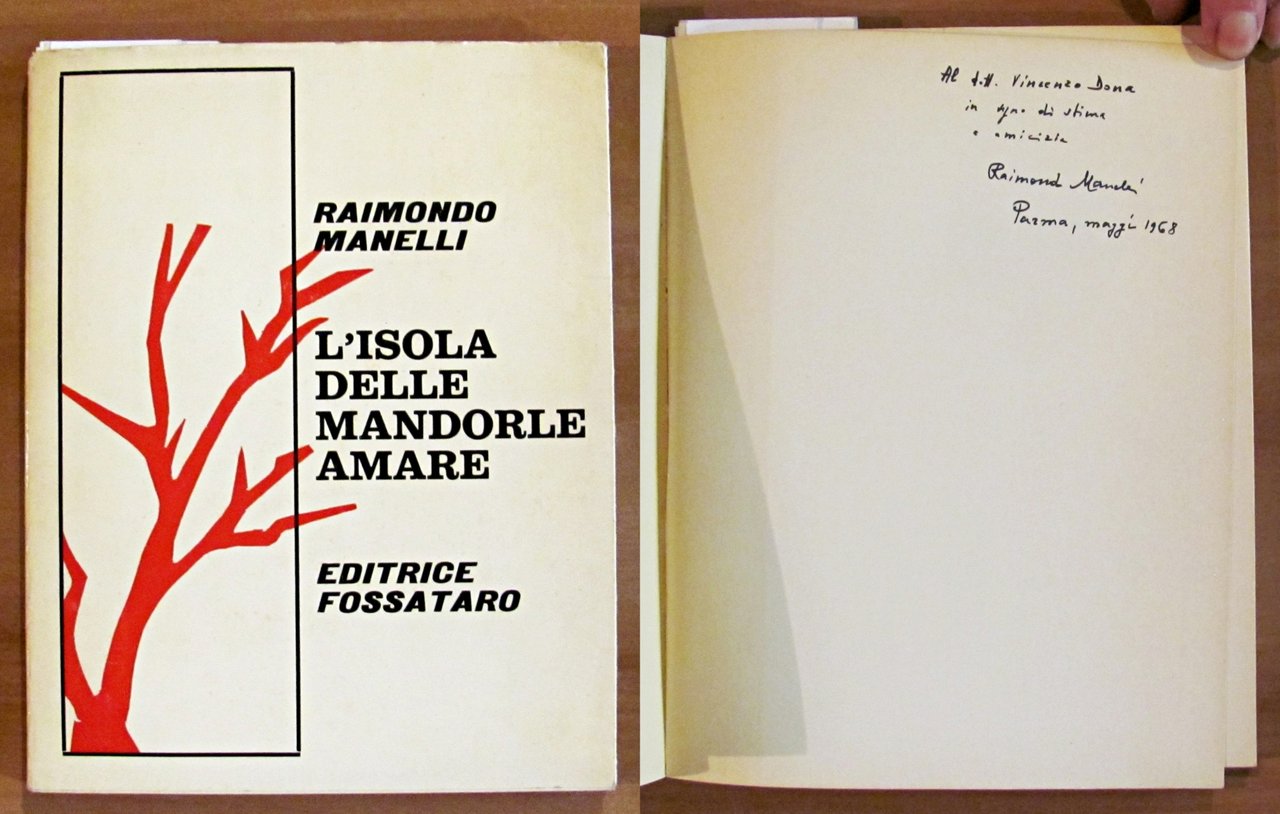 RAIMONDO
MANELLI
L'ISOLA
DELLE
MANDORLE
AMARE
EDITRICE
FOSSATARO
Al dott. Vincenzo Dona
in segno di stima
e amicizia
Raimondo Manelli
Parma, 1968